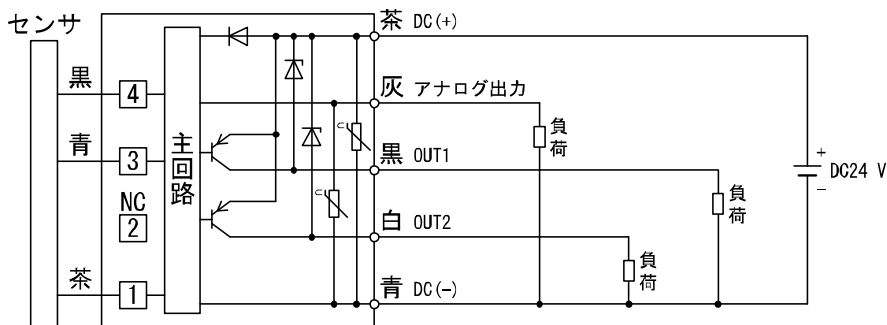 センサ
茶 DC(+)
黒
4
灰 アナログ出力
負荷
青
3
主回路
黒 OUT1
+
DC24 V
−
NC
2
負荷
白 OUT2
負荷
茶
1
青 DC(−)
U
U